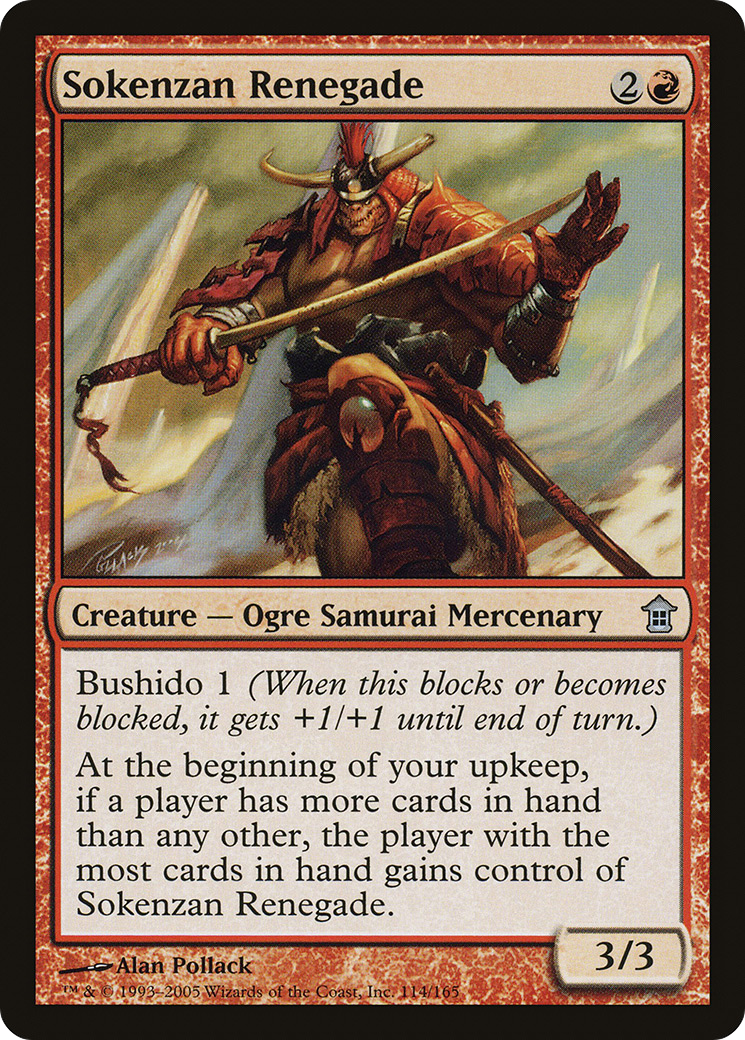 Sokenzan Renegade 2
Creature — Ogre Samurai Mercenary
Bushido 1 (When this blocks or becomes
blocked, it gets +1/+1 until end of turn.)
At the beginning of your upkeep,
if a player has more cards in hand
than any other, the player with the
most cards in hand gains control of
Sokenzan Renegade.
3/3
Alan Pollack
™ & © 1993–2005 Wizards of the Coast, Inc. 114/165